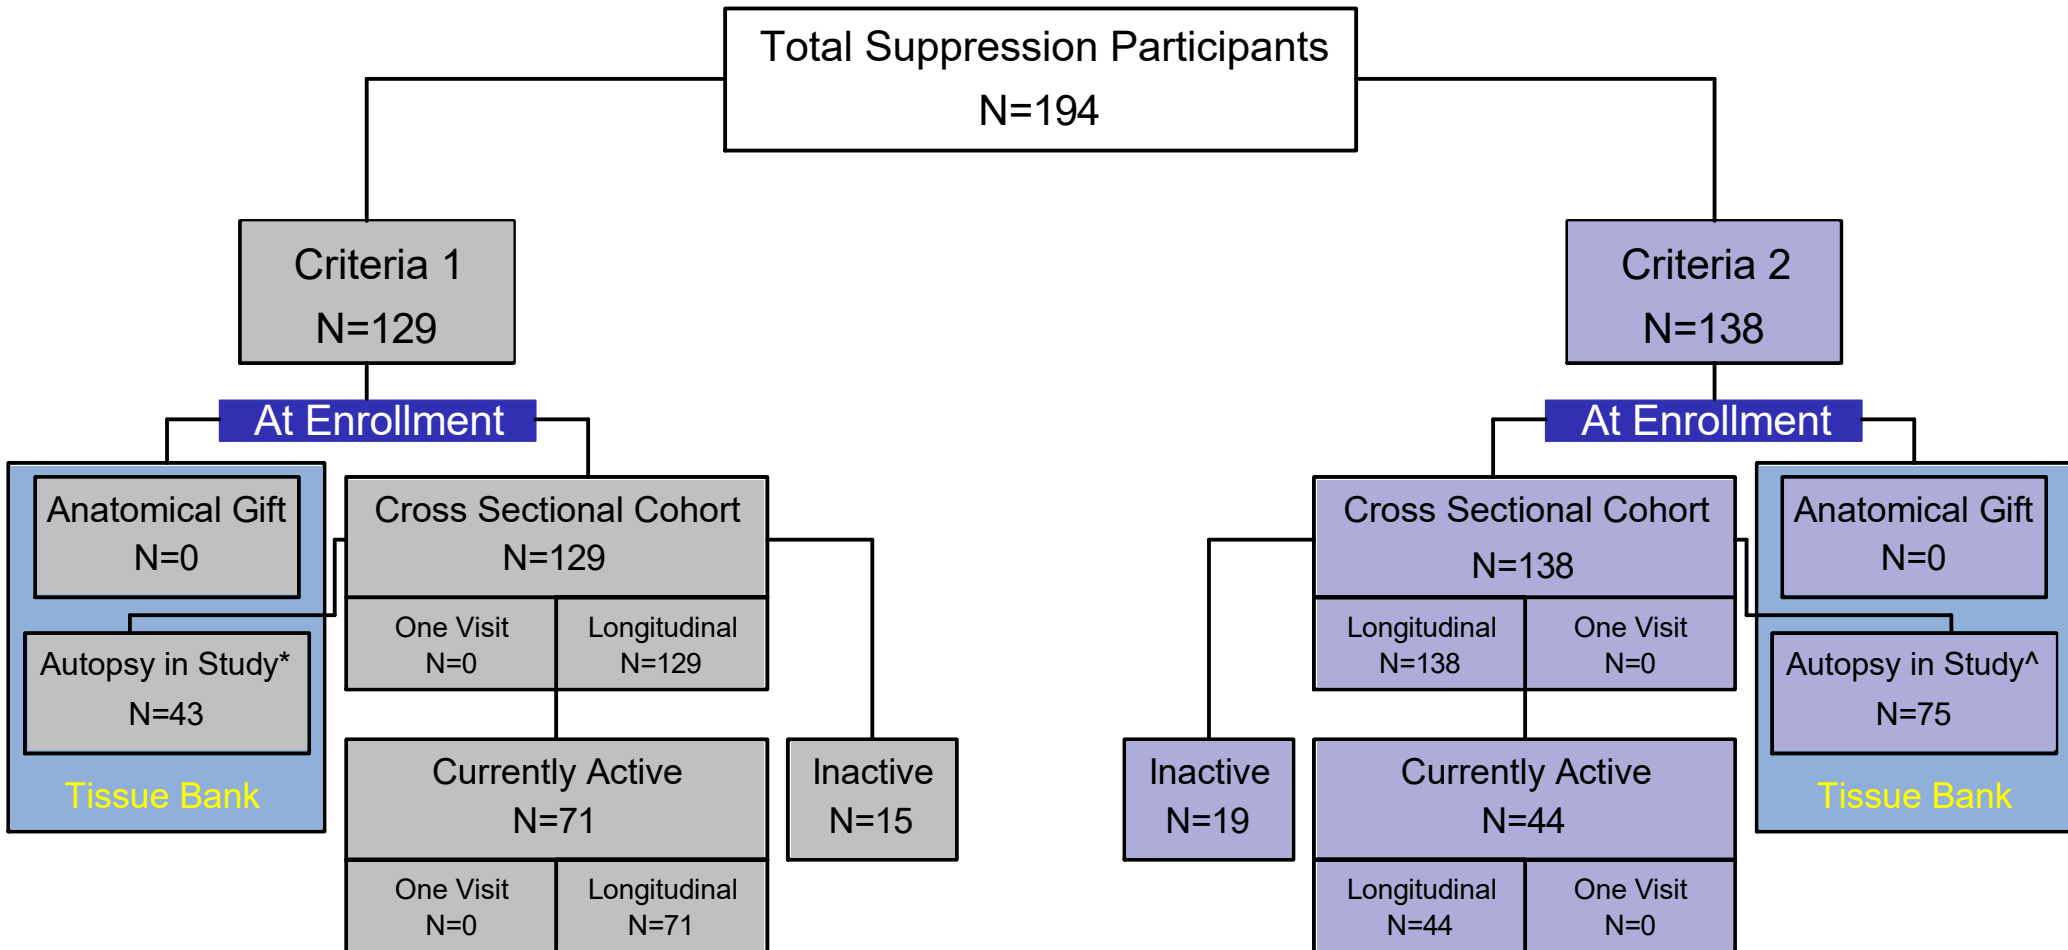 Total Suppression Participants
N=194
Criteria 1
N=129
Criteria 2
N=138
At Enrollment
At Enrollment
Anatomical Gift
N=0
Cross Sectional Cohort
N=129
Cross Sectional Cohort
N=138
Anatomical Gift
N=0
One Visit
N=0
Longitudinal
N=129
Longitudinal
N=138
One Visit
N=0
Autopsy in Study*
N=43
Autopsy in Study^
N=75
Tissue Bank
Currently Active
N=71
Inactive
N=15
Inactive
N=19
Currently Active
N=44
Tissue Bank
One Visit
N=0
Longitudinal
N=71
Longitudinal
N=44
One Visit
N=0